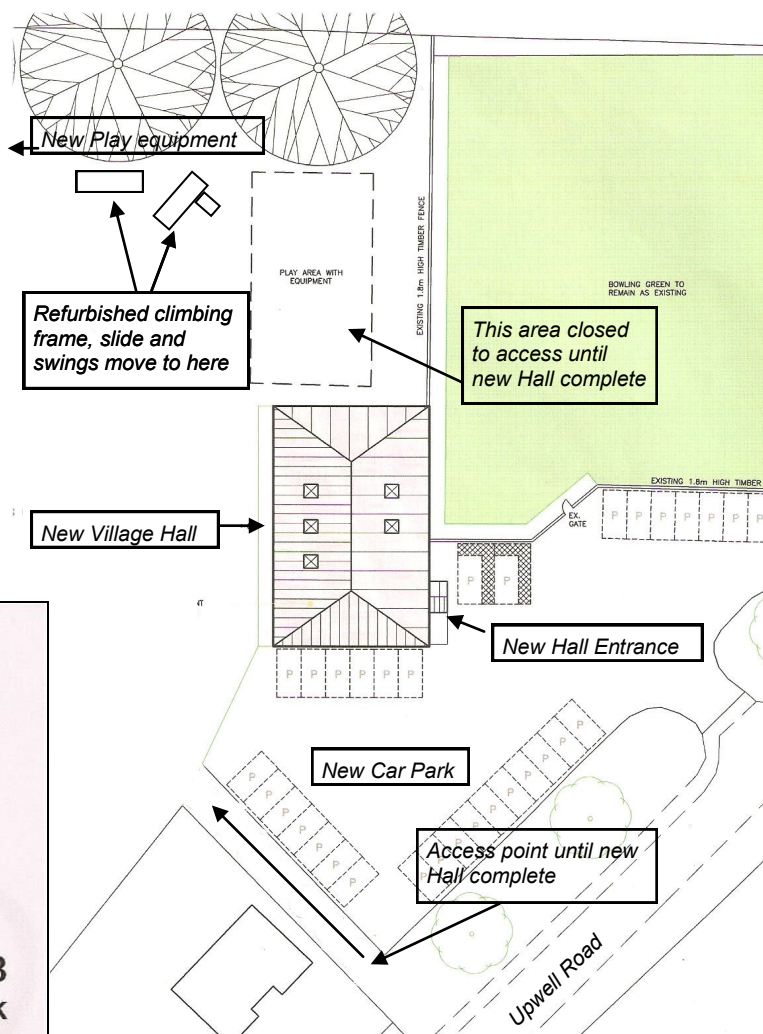 New Play equipment
PLAY AREA WITH
EQUIPMENT
EXISTING 1.8m HIGH TIMBER FENCE
BOWLING GREEN TO
REMAIN AS EXISTING
Refurbished climbing
frame, slide and
swings move to here
This area closed
to access until
new Hall complete
EXISTING 1.8m HIGH TIMBER
P P P P P P P
EX.
GATE
New Village Hall
P P
NT
New Hall Entrance
P P P P P P
New Car Park
P P P P P P
P P P P P P P P
Access point until new
Hall complete
Upwell Road
3
k